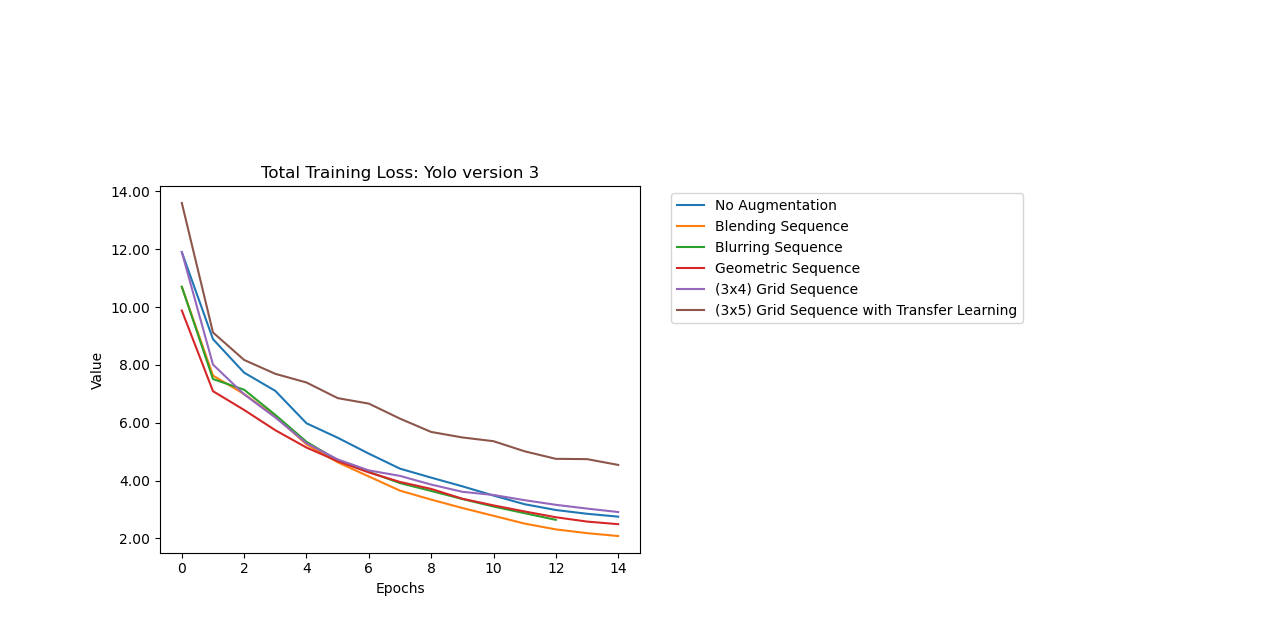 Total Training Loss: Yolo version 3
14.00
12.00
10.00
8.00
6.00
4.00
2.00
Value
0 2 4 6 8 10 12 14
Epochs
No Augmentation
Blending Sequence
Blurring Sequence
Geometric Sequence
(3x4) Grid Sequence
(3x5) Grid Sequence with Transfer Learning